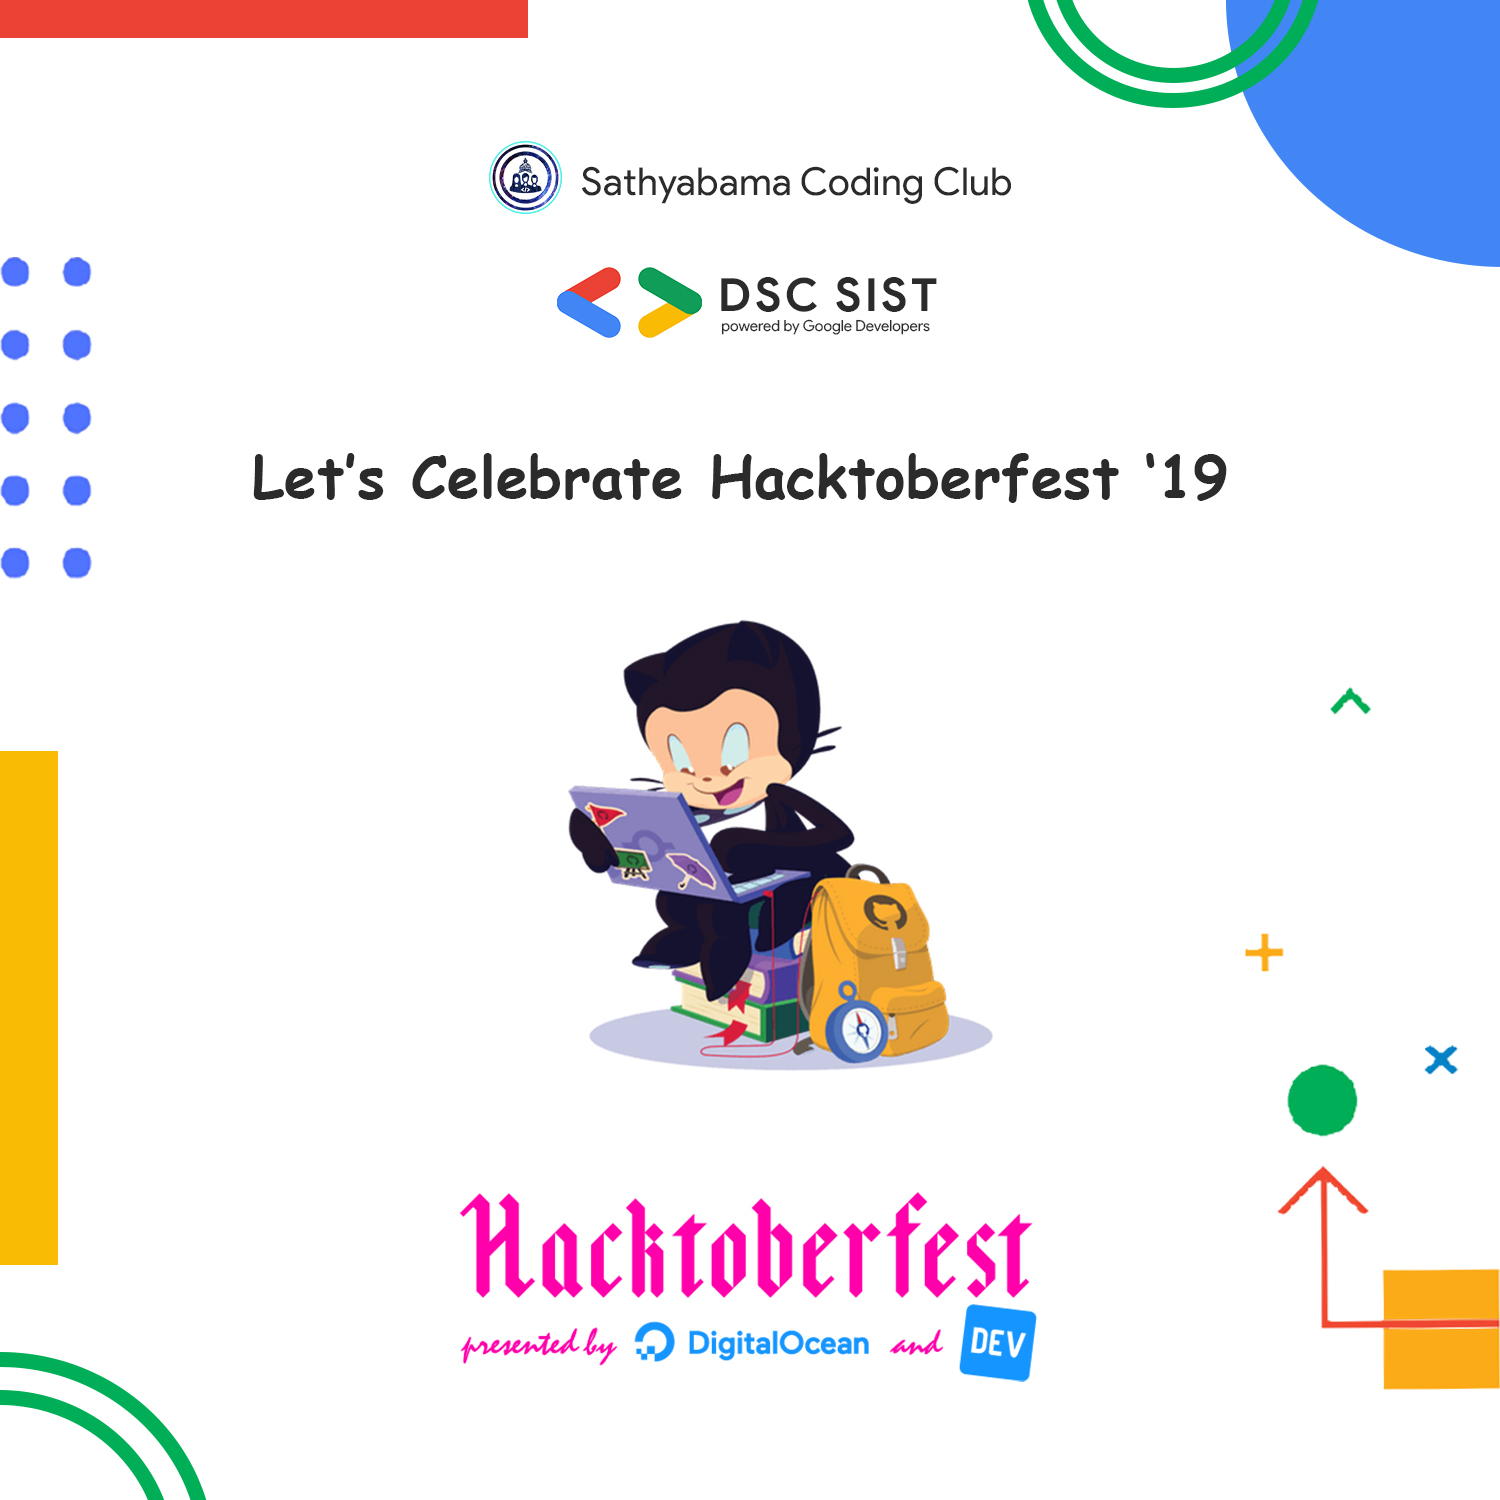 Sathyabama Coding Club
DSC SIST
powered by Google Developers
Let's Celebrate Hacktoberfest '19
Hacktoberfest
presented by DigitalOcean and DEV